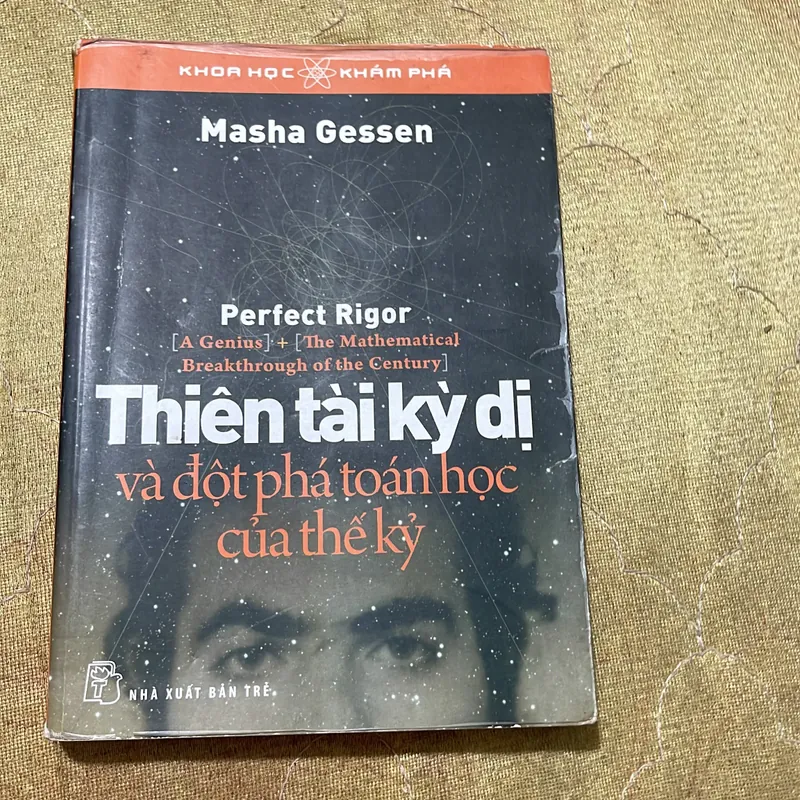 KHOA HỌC KHÁM PHÁ
Masha Gessen
Perfect Rigor
[A Genius] + [The Mathematical
Breakthrough of the Century]
Thiên tài kỳ dị
và đột phá toán học
của thế kỷ
NHÀ XUẤT BẢN TRẺ